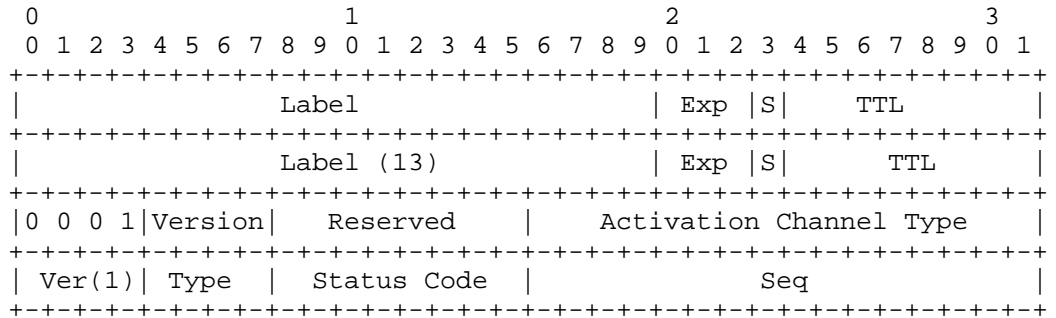 0                   1                   2                   3
 0 1 2 3 4 5 6 7 8 9 0 1 2 3 4 5 6 7 8 9 0 1 2 3 4 5 6 7 8 9 0 1
+-+-+-+-+-+-+-+-+-+-+-+-+-+-+-+-+-+-+-+-+-+-+-+-+-+-+-+-+-+-+-+-+
|                Label                  | Exp |S|    TTL        |
+-+-+-+-+-+-+-+-+-+-+-+-+-+-+-+-+-+-+-+-+-+-+-+-+-+-+-+-+-+-+-+-+
|                Label (13)             | Exp |S|      TTL      |
+-+-+-+-+-+-+-+-+-+-+-+-+-+-+-+-+-+-+-+-+-+-+-+-+-+-+-+-+-+-+-+-+
|0 0 0 1|Version|   Reserved    |    Activation Channel Type    |
+-+-+-+-+-+-+-+-+-+-+-+-+-+-+-+-+-+-+-+-+-+-+-+-+-+-+-+-+-+-+-+-+
| Ver(1)| Type  |  Status Code  |              Seq              |
+-+-+-+-+-+-+-+-+-+-+-+-+-+-+-+-+-+-+-+-+-+-+-+-+-+-+-+-+-+-+-+-+